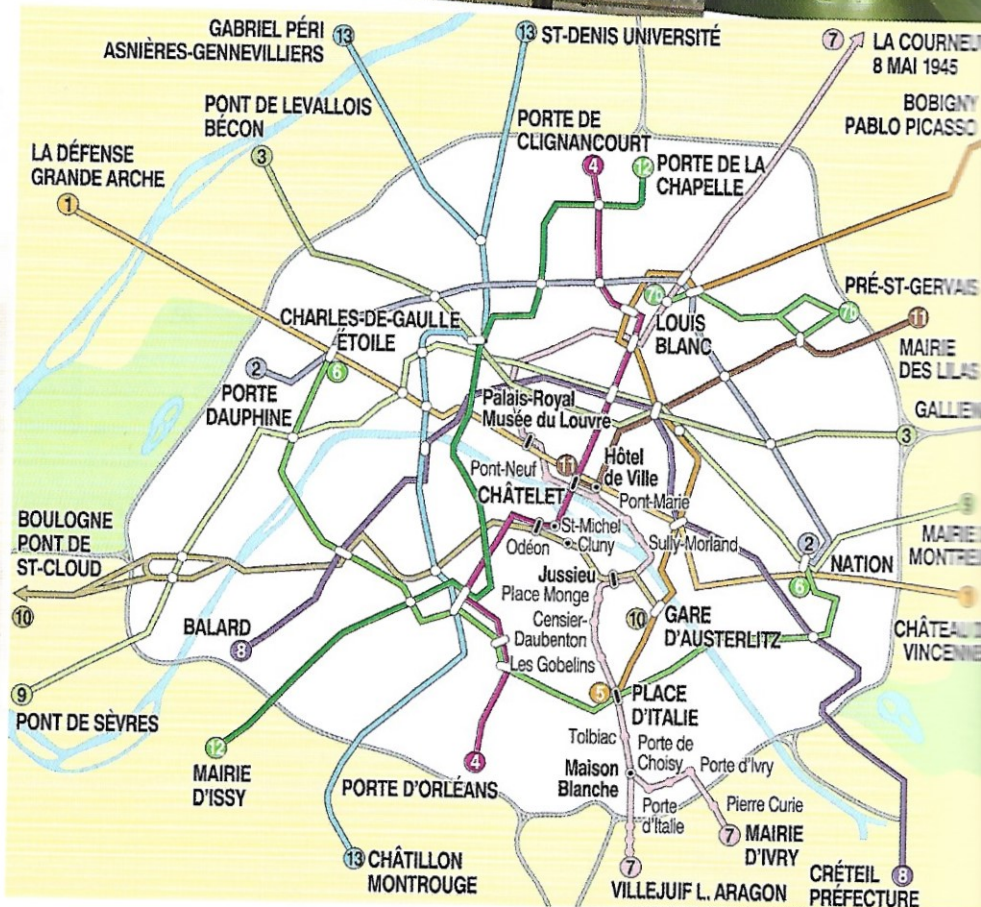 GABRIEL PÉRI
ASNIÈRES-GENNEVILLIERS
13
13
ST-DENIS UNIVERSITÉ
7
LA COURNEU
8 MAI 1945
BOBIGNY
PABLO PICASSO
PONT DE LEVALLOIS
BÉCON
3
PORTE DE
CLIGNANCOURT
4
12
PORTE DE LA
CHAPELLE
LA DÉFENSE
GRANDE ARCHE
1
PRÉ-ST-GERVAIS
7b
7b
LOUIS
BLANC
11
MAIRIE
DES LILAS
CHARLES-DE-GAULLE
ÉTOILE
6
2
PORTE
DAUPHINE
Palais-Royal
Musée du Louvre
GALLIEN
3
Pont-Neuf
11
Hôtel
de Ville
CHÂTELET
Pont-Marie
BOULOGNE
PONT DE
ST-CLOUD
10
St-Michel
Odéon
Cluny
Sully-Morland
2
NATION
6
9
MAIRIE
MONTREI
1
CHÂTEAU D
VINCENNE
Jussieu
Place Monge
10
GARE
D'AUSTERLITZ
Censier-
Daubenton
Les Gobelins
BALARD
8
9
PONT DE SÈVRES
5
PLACE
D'ITALIE
12
MAIRIE
D'ISSY
4
PORTE D'ORLÉANS
Tolbiac
Porte de
Choisy
Maison
Blanche
Porte d'Ivry
Porte
d'Italie
Pierre Curie
7
MAIRIE
D'IVRY
13
CHÂTILLON
MONTROUGE
7
VILLEJUIF L. ARAGON
CRÉTEIL
PRÉFECTURE
8